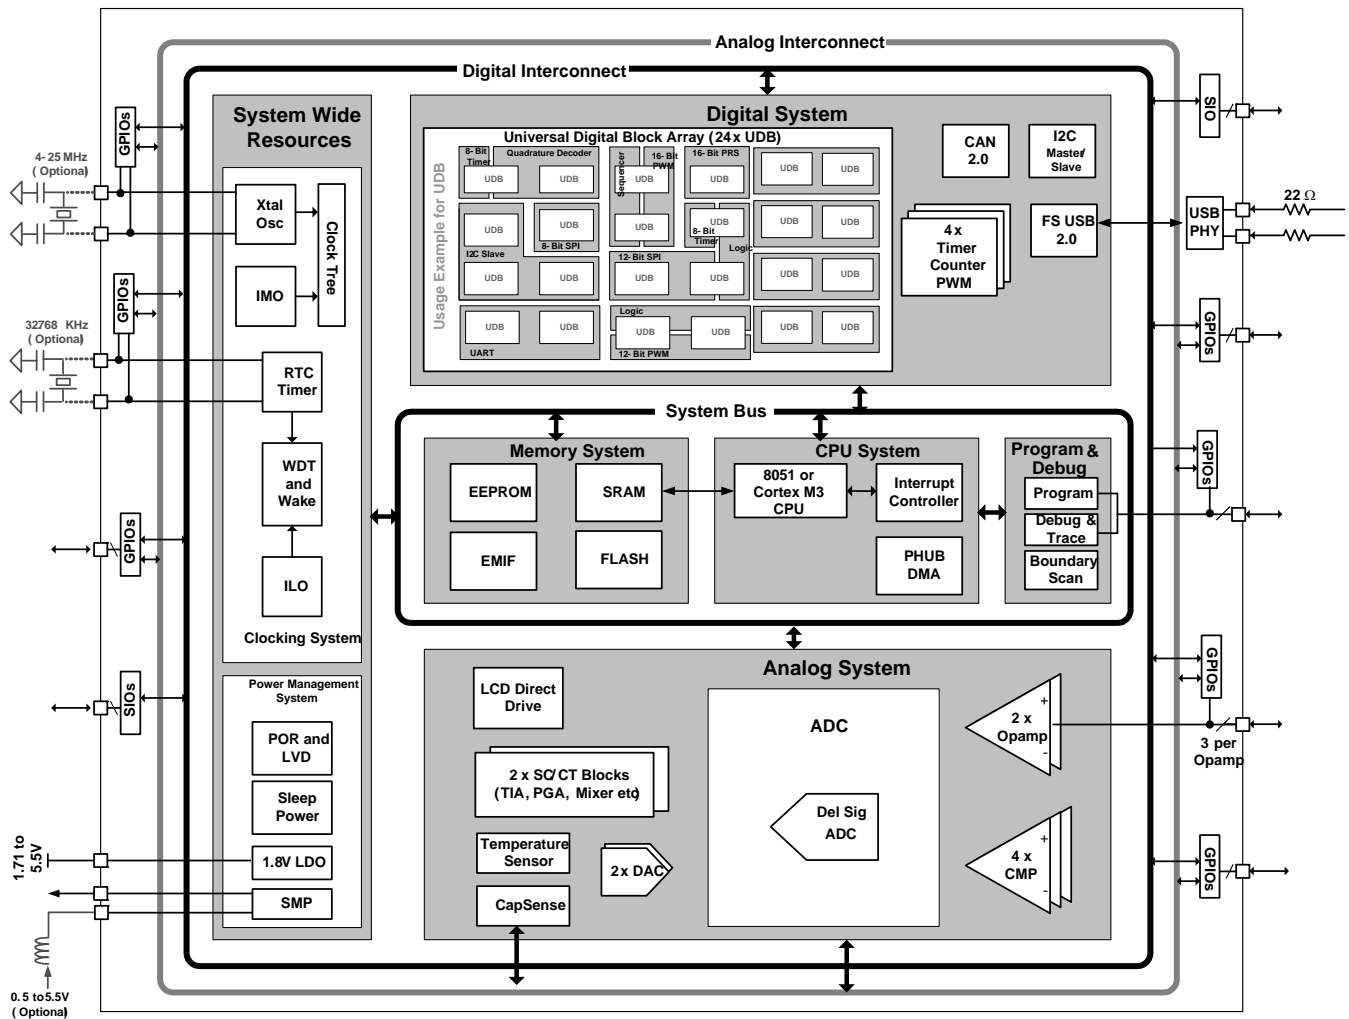 Analog Interconnect
Digital Interconnect
System Wide
Resources
4- 25 MHz
( Optional)
GPIOs
Xtal
Osc
Clock Tree
IMO
GPIOs
32768 KHz
( Optional)
RTC
Timer
WDT
and
Wake
ILO
Clocking System
GPIOs
SIOs
Power Management
System
POR and
LVD
Sleep
Power
1.8V LDO
SMP
1.71 to
5.5V
0. 5 to5.5V
( Optional)
Digital System
Universal Digital Block Array (24 x UDB)
Usage Example for UDB
8- Bit
Timer
Quadrature Decoder
Sequencer
16- Bit
PWM
16- Bit PRS
UDB UDB UDB UDB UDB UDB
UDB UDB UDB UDB UDB UDB
I2C Slave
8- Bit SPI
8- Bit
Timer
Logic
12- Bit SPI
UDB UDB UDB UDB UDB UDB
Logic
UDB UDB UDB UDB UDB UDB
UART
12- Bit PWM
CAN
2.0
I2C
Master/
Slave
4 x
Timer
Counter
PWM
FS USB
2.0
SIO
USB
PHY
22 Ω
GPIOs
System Bus
Memory System
EEPROM
SRAM
EMIF
FLASH
CPU System
8051 or
Cortex M3
CPU
Interrupt
Controller
PHUB
DMA
Program &
Debug
Program
Debug &
Trace
Boundary
Scan
GPIOs
Analog System
LCD Direct
Drive
2 x SC/ CT Blocks
(TIA, PGA, Mixer etc)
Temperature
Sensor
CapSense
2 x DAC
ADC
Del Sig
ADC
+
2 x
Opamp
-
+
4 x
CMP
-
GPIOs
3 per
Opamp
GPIOs